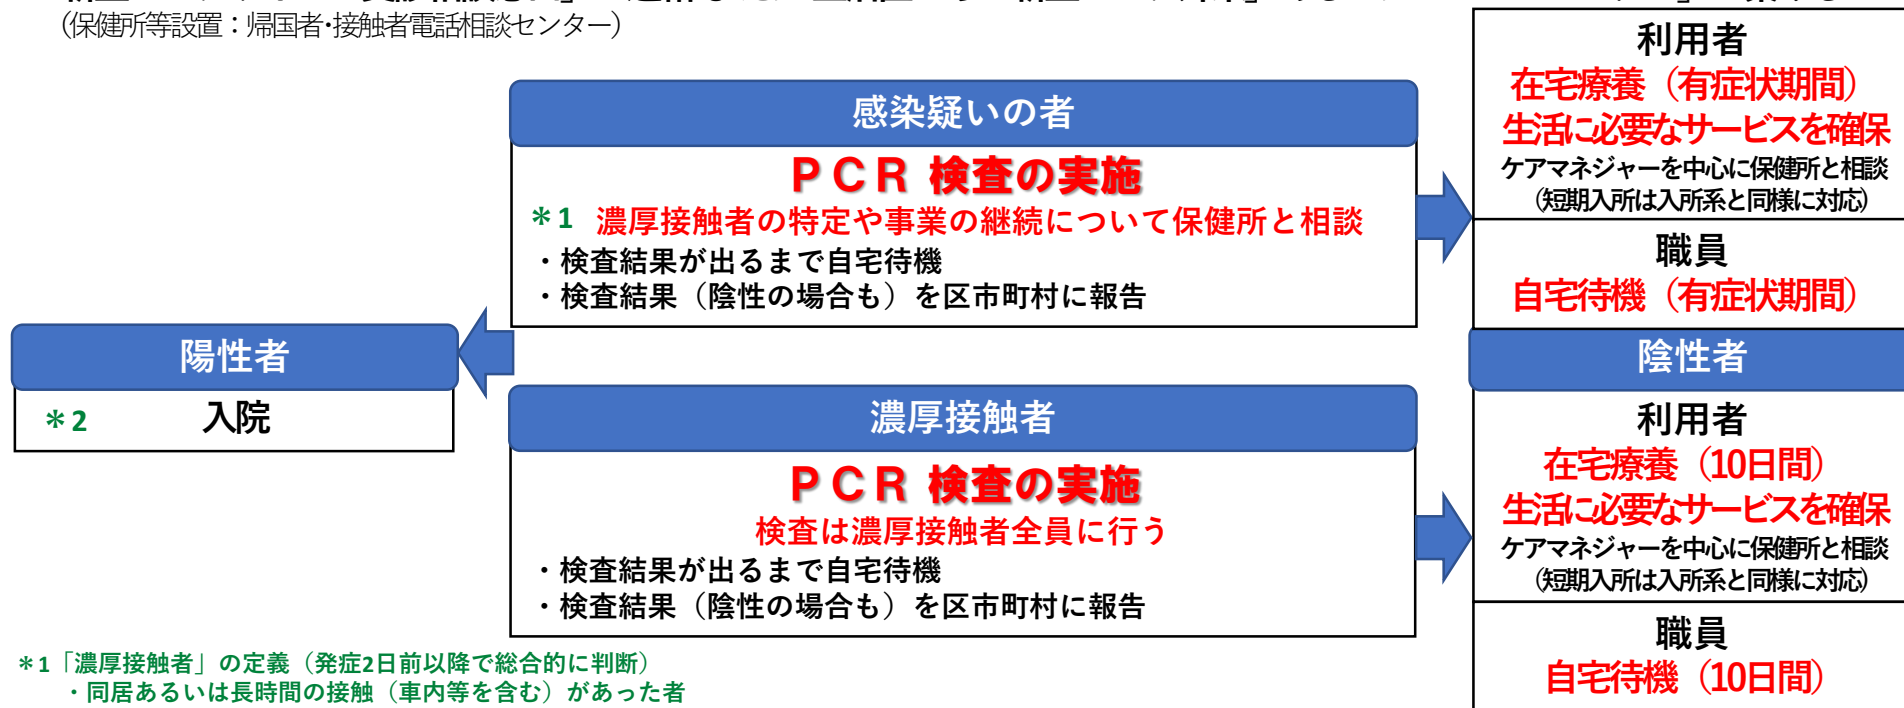 （保健所等設置：帰国者・接触者電話相談センター）
感染疑いの者
ＰＣＲ 検査の実施
＊1 濃厚接触者の特定や事業の継続について保健所と相談
・検査結果が出るまで自宅待機
・検査結果（陰性の場合も）を区市町村に報告
利用者
在宅療養（有症状期間）
生活に必要なサービスを確保
ケアマネジャーを中心に保健所と相談
（短期入所は入所系と同様に対応）
職員
自宅待機（有症状期間）
陽性者
＊2 入院
濃厚接触者
ＰＣＲ 検査の実施
検査は濃厚接触者全員に行う
・検査結果が出るまで自宅待機
・検査結果（陰性の場合も）を区市町村に報告
陰性者
利用者
在宅療養（10日間）
生活に必要なサービスを確保
ケアマネジャーを中心に保健所と相談
（短期入所は入所系と同様に対応）
職員
自宅待機（10日間）
＊1「濃厚接触者」の定義（発症2日前以降で総合的に判断）
・同居あるいは長時間の接触（車内等を含む）があった者